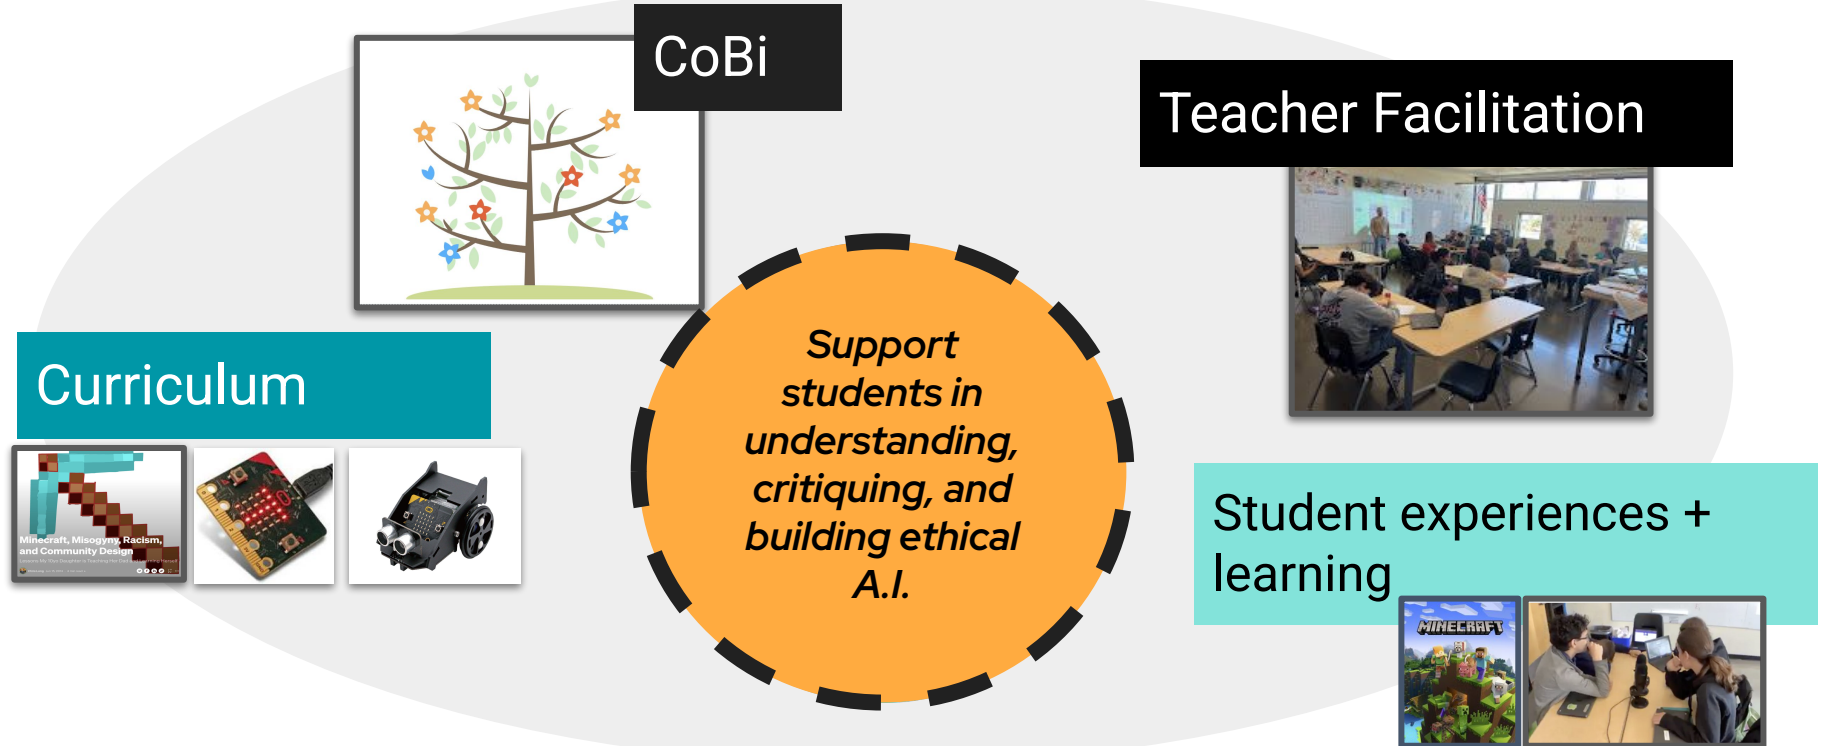 CoBi
Teacher Facilitation
Curriculum
Minecraft, Misogyny, Racism,
and Community Design
Support
students in
understanding,
critiquing, and
building ethical
A.I.
Student experiences +
learning
MINECRAFT